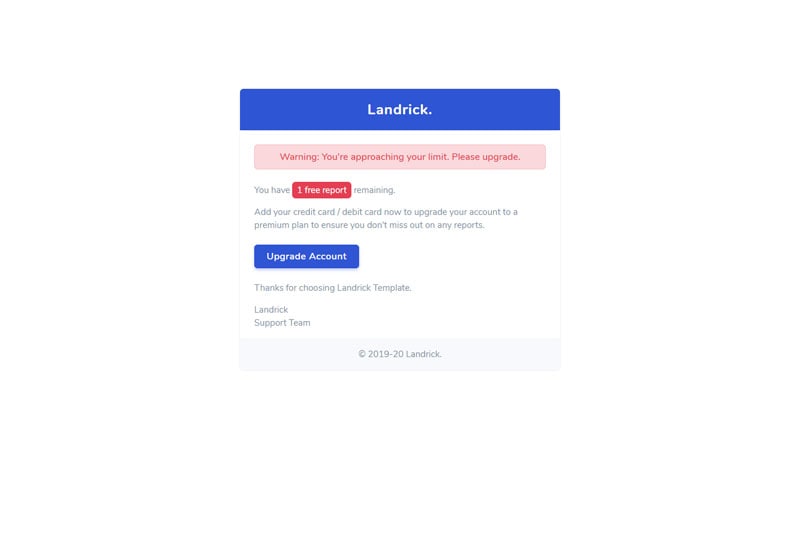 Landrick.
Warning: You're approaching your limit. Please upgrade.
You have 1 free report remaining.
Add your credit card / debit card now to upgrade your account to a
premium plan to ensure you don't miss out on any reports.
Upgrade Account
Thanks for choosing Landrick Template.
Landrick
Support Team
© 2019-20 Landrick.